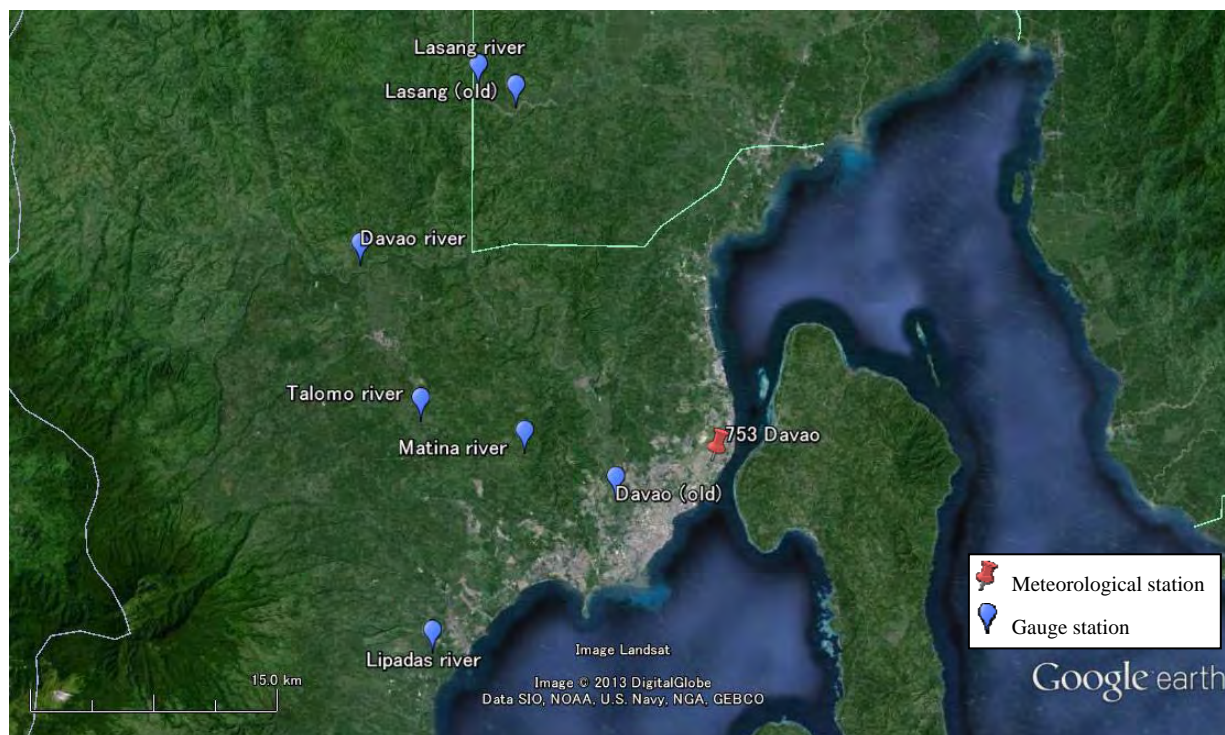 Lasang river
Lasang (old)
Davao river
Talomo river
Matina river
753 Davao
Davao (old)
Lipadas river
Meteorological station
Gauge station
15.0 km
Image Landsat
Image © 2013 DigitalGlobe
Data SIO, NOAA, U.S. Navy, NGA, GEBCO
Google earth